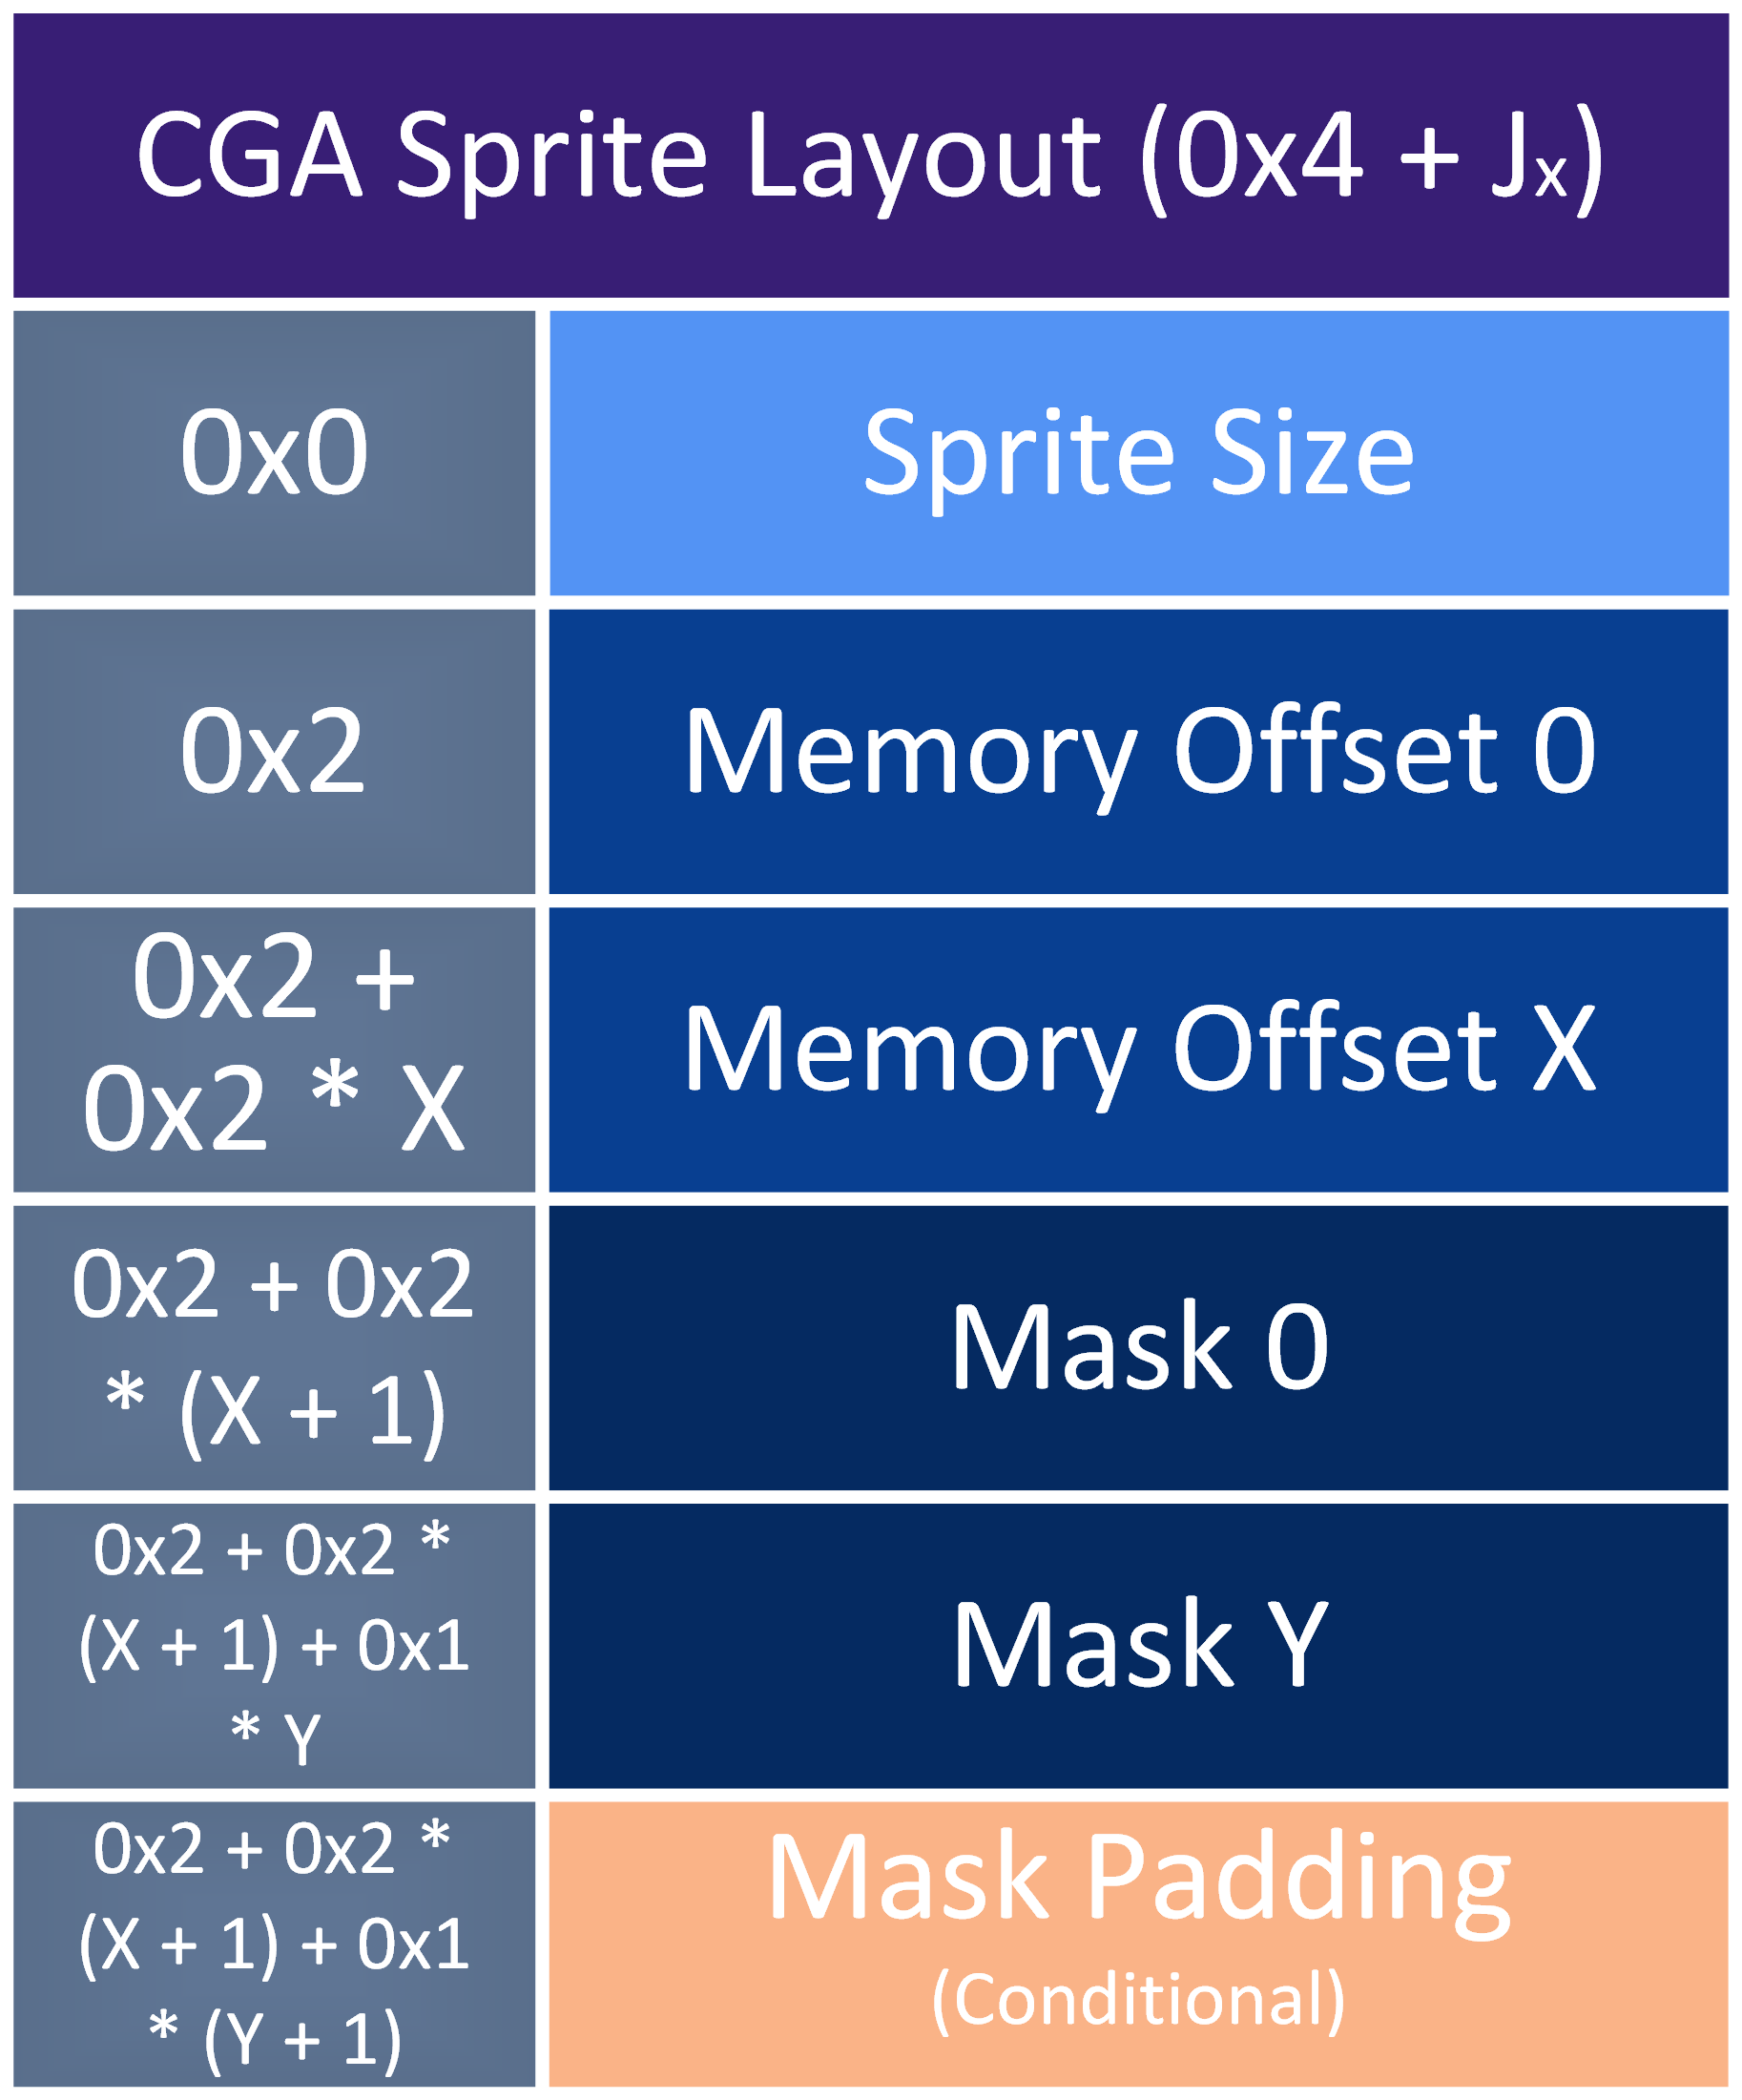 CGA Sprite Layout (0x4 + Jₓ)
0x0
Sprite Size
0x2
Memory Offset 0
0x2 +
0x2 * X
Memory Offset X
0x2 + 0x2
* (X + 1)
Mask 0
0x2 + 0x2 *
(X + 1) + 0x1
* Y
Mask Y
0x2 + 0x2 *
(X + 1) + 0x1
* (Y + 1)
Mask Padding
(Conditional)